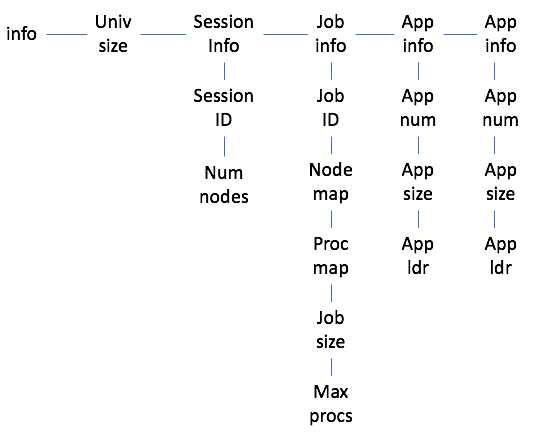 info
Univ
size
Session
Info
Job
info
App
info
App
info
Session
ID
Job
ID
App
num
App
num
Num
nodes
Node
map
App
size
App
size
Proc
map
App
ldr
App
ldr
Job
size
Max
procs